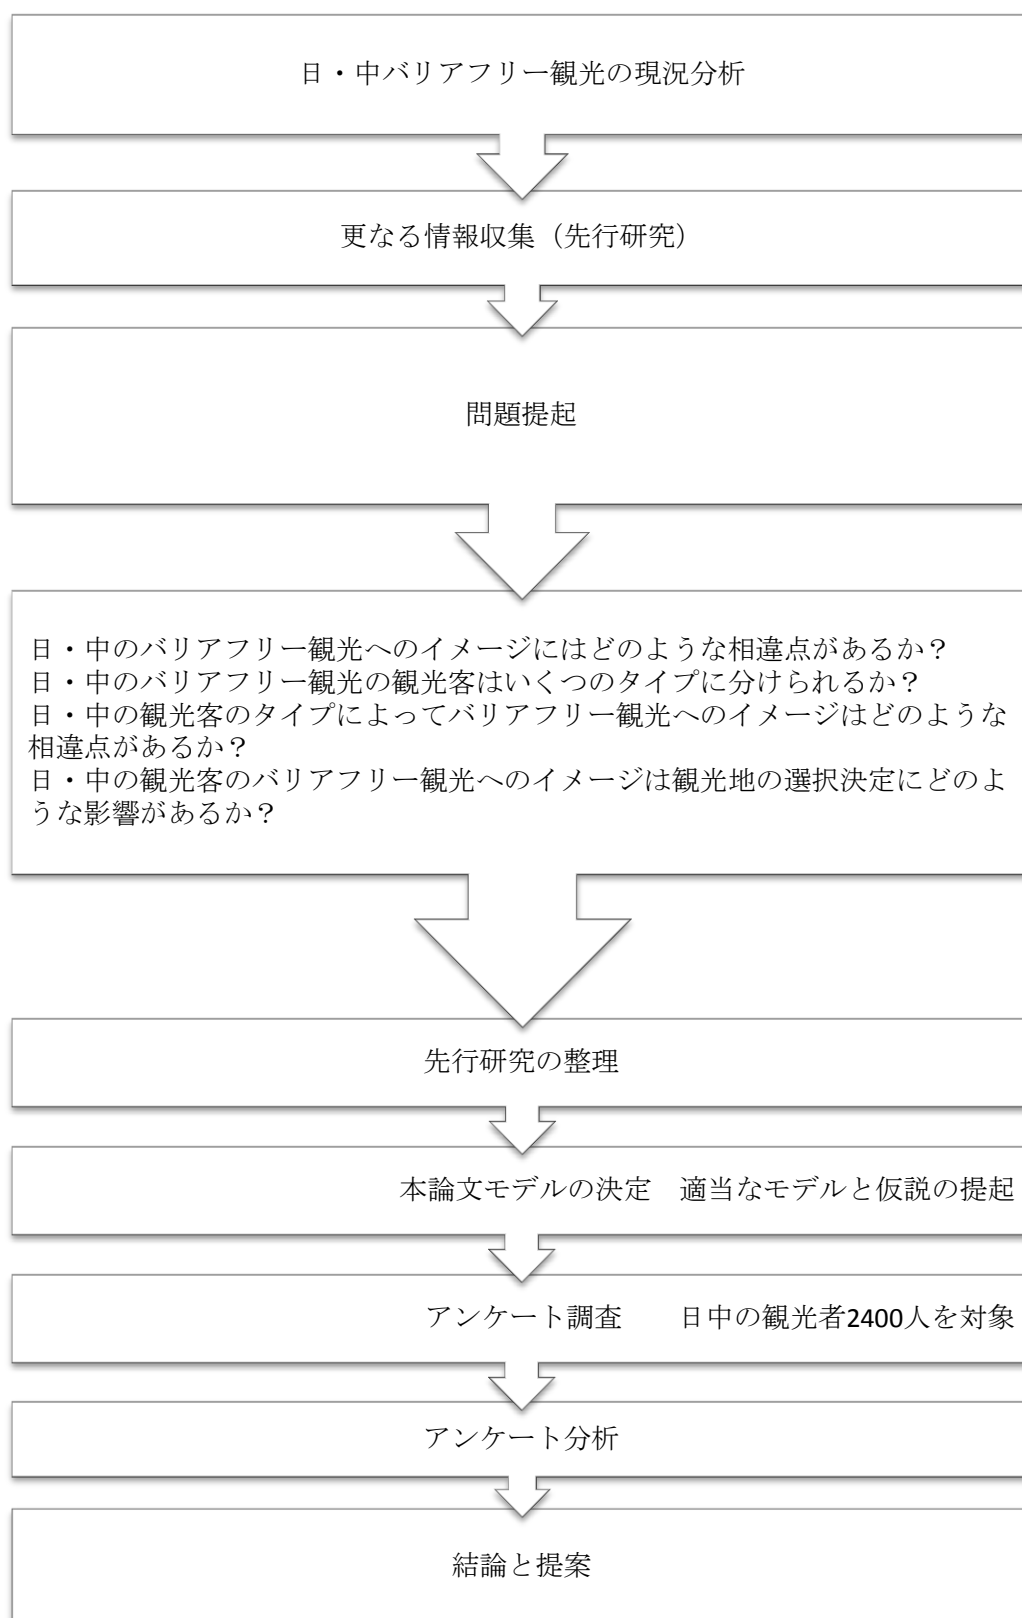 日・中バリアフリー観光の現況分析
更なる情報収集（先行研究）
問題提起
日・中のバリアフリー観光へのイメージにはどのような相違点があるか？
日・中のバリアフリー観光の観光客はいくつのタイプに分けられるか？
日・中の観光客のタイプによってバリアフリー観光へのイメージはどのような
相違点があるか？
日・中の観光客のバリアフリー観光へのイメージは観光地の選択決定にどのよ
うな影響があるか？
先行研究の整理
本論文モデルの決定　適当なモデルと仮説の提起
アンケート調査　　日中の観光者2400人を対象
アンケート分析
結論と提案